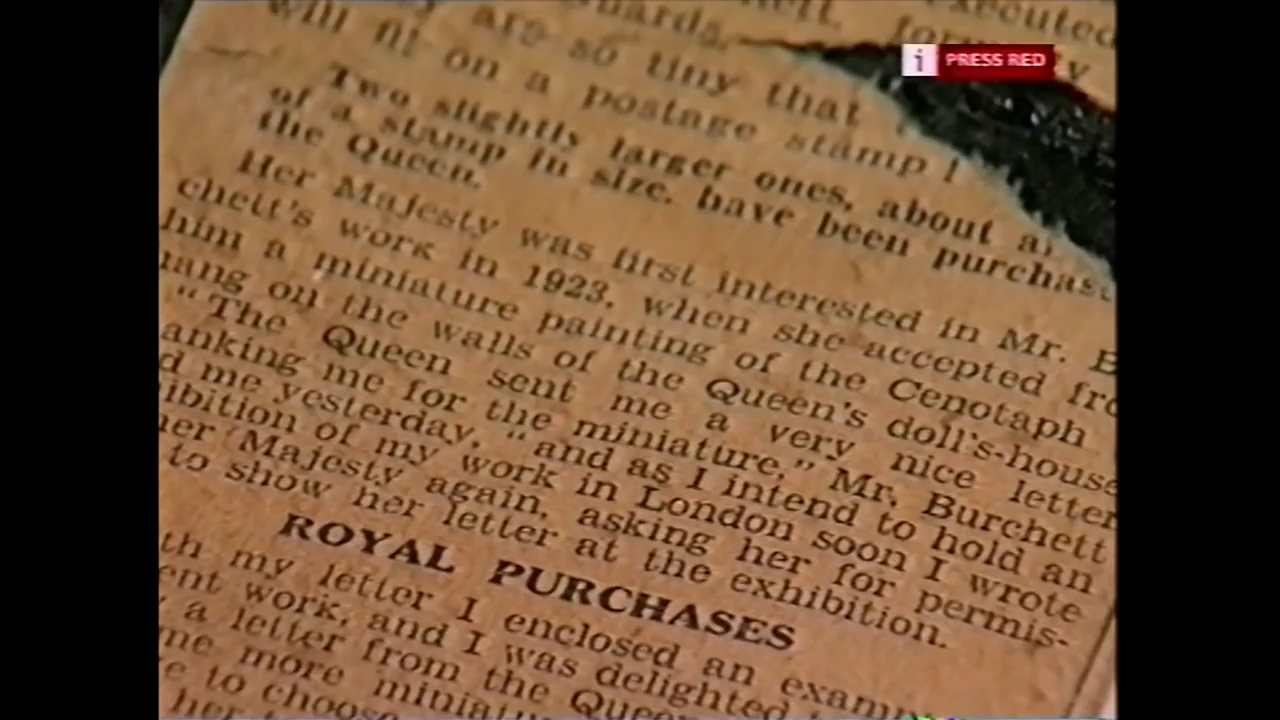 executed
uards.
are so tiny that
will fit on a postage stamp !
Two slightly larger ones, about
of a stamp in size, have been purchas
the Queen.
Her Majesty was first interested in Mr. B
chett's work in 1923, when she accepted fro
him a miniature painting of the Cenotaph
hang on the walls of the Queen's doll's-house
"The Queen sent me a very nice letter
anking me for the miniature," Mr. Burchett
d me yesterday, "and as I intend to hold an
ibition of my work in London soon I wrote
her Majesty again, asking her for permis-
to show her letter at the exhibition.
ROYAL PURCHASES
th my letter I enclosed an examp
ent work, and I was delighted
a letter from the Quee
me more miniatu
e to choose
her
i PRESS RED